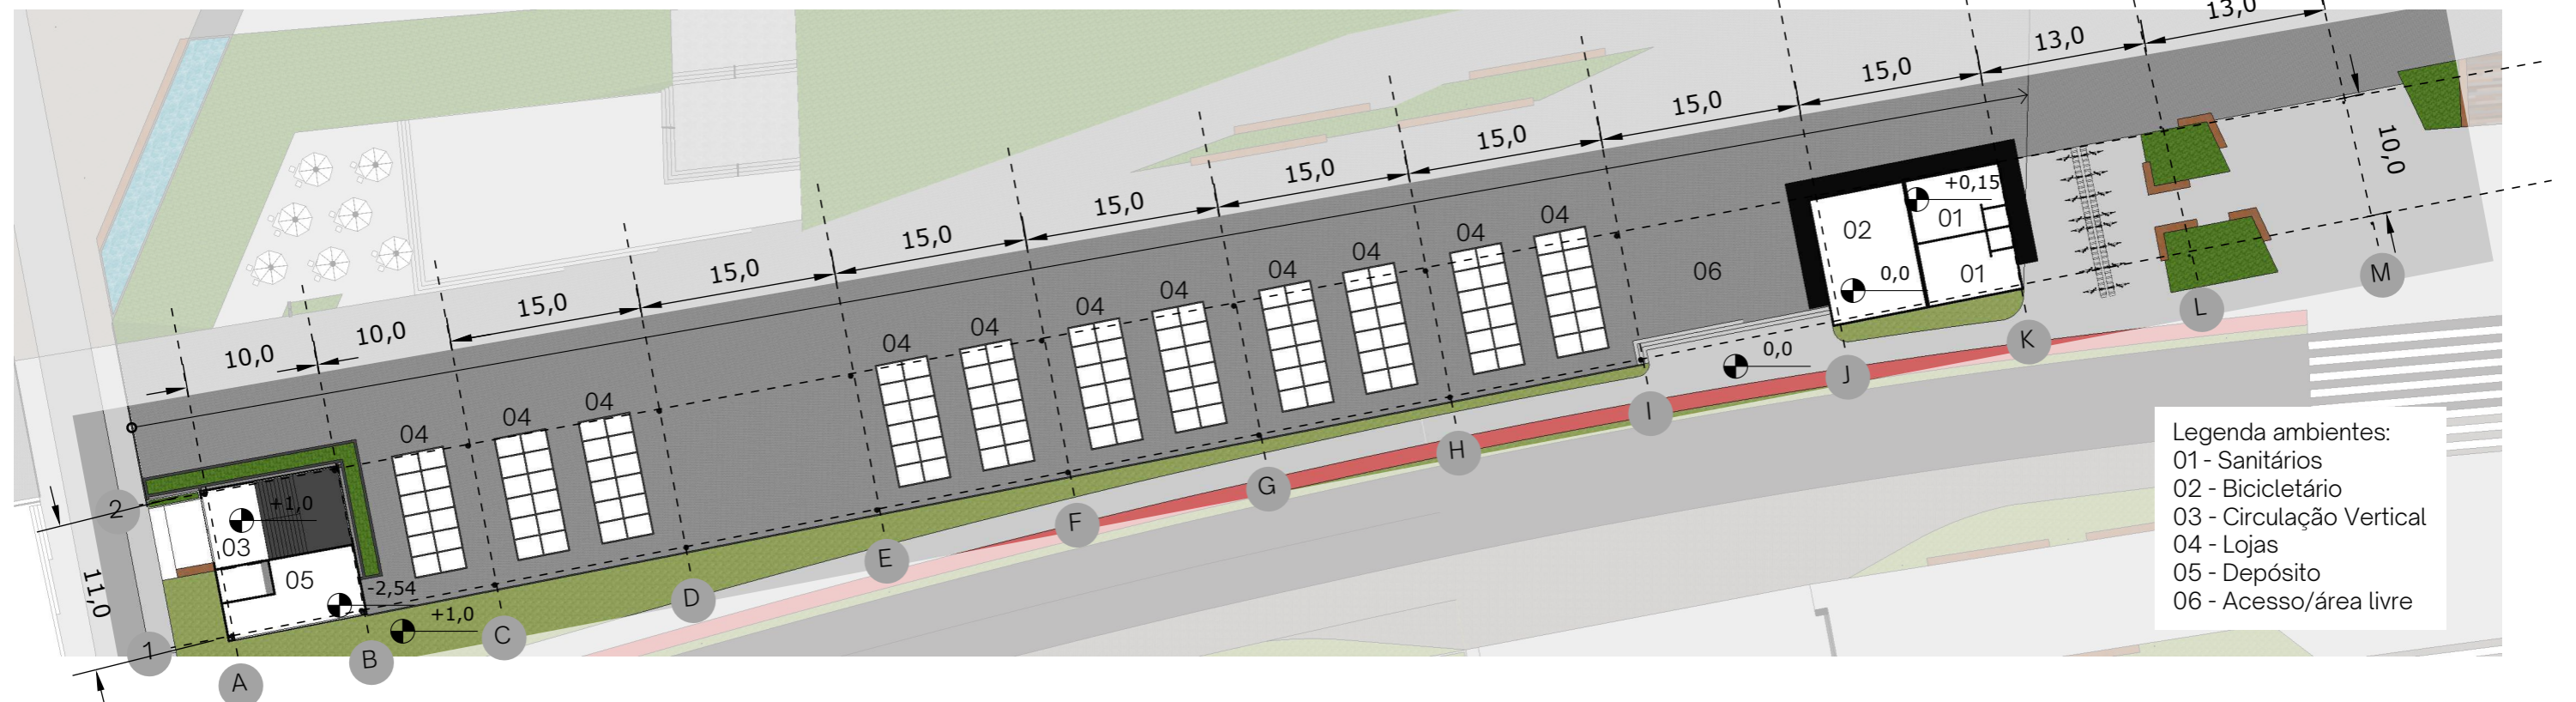 13,0
13,0
15,0
15,0
15,0
15,0
15,0
15,0
15,0
15,0
10,0
10,0
10,0
11,0
04
04
04
04
04
04
04
04
04
04
04
06
02
01
01
+0,15
0,0
0,0
03
+1,0
05
-2,54
+1,0
2
1
A
B
C
D
E
F
G
H
I
J
K
L
M
Legenda ambientes:
01 - Sanitários
02 - Bicicletário
03 - Circulação Vertical
04 - Lojas
05 - Depósito
06 - Acesso/área livre